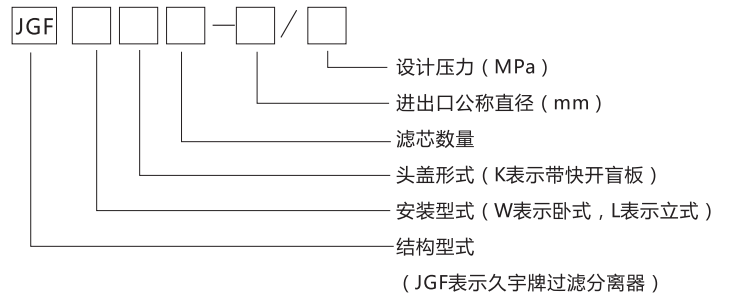 JGF □ □ □ — □ / □
设计压力（MPa）
进出口公称直径（mm）
滤芯数量
头盖形式（K表示带快开盲板）
安装型式（W表示卧式，L表示立式）
结构型式
（JGF表示久宇牌过滤分离器）